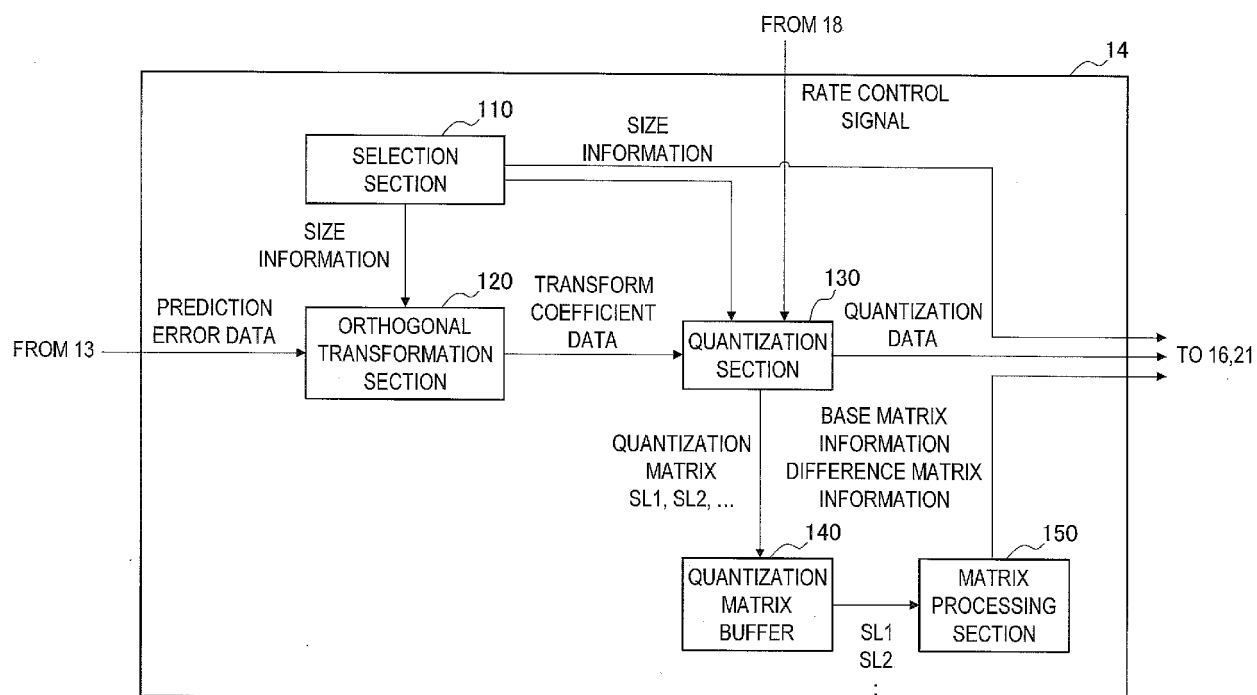 FROM 18
14
RATE CONTROL
SIGNAL
110
SELECTION
SECTION
SIZE
INFORMATION
SIZE
INFORMATION
120
130
TRANSFORM
COEFFICIENT
DATA
PREDICTION
ERROR DATA
QUANTIZATION
DATA
FROM 13
ORTHOGONAL
TRANSFORMATION
SECTION
QUANTIZATION
SECTION
TO 16,21
QUANTIZATION
MATRIX
SL1, SL2, ...
BASE MATRIX
INFORMATION
DIFFERENCE MATRIX
INFORMATION
140
150
QUANTIZATION
MATRIX
BUFFER
MATRIX
PROCESSING
SECTION
SL1
SL2
: